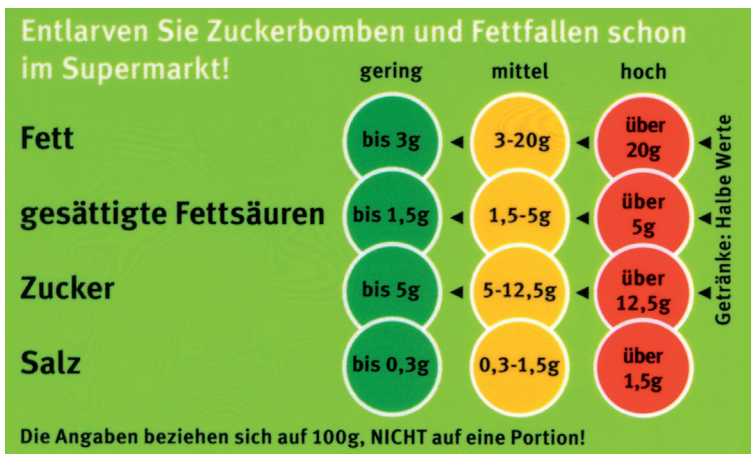 Entlarven Sie Zuckerbomben und Fettfallen schon
im Supermarkt!
gering mittel hoch
Fett bis 3g 3-20g über 20g
gesättigte Fettsäuren bis 1,5g 1,5-5g über 5g
Zucker bis 5g 5-12,5g über 12,5g
Salz bis 0,3g 0,3-1,5g über 1,5g
Getränke: Halbe Werte
Die Angaben beziehen sich auf 100g, NICHT auf eine Portion!